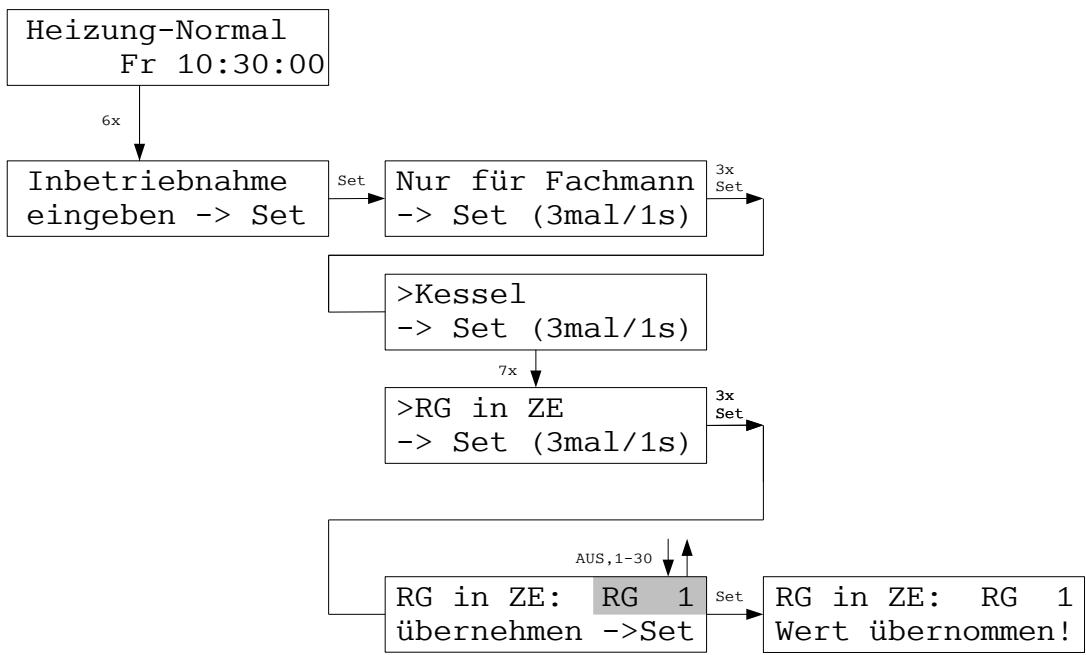 Heizung-Normal
Fr 10:30:00
6x
Inbetriebnahme
eingeben -> Set
Set
Nur für Fachmann
-> Set (3mal/1s)
3x
Set
>Kessel
-> Set (3mal/1s)
7x
>RG in ZE
-> Set (3mal/1s)
3x
Set
AUS,1-30
RG in ZE: RG 1
übernehmen ->Set
Set
RG in ZE: RG 1
Wert übernommen!